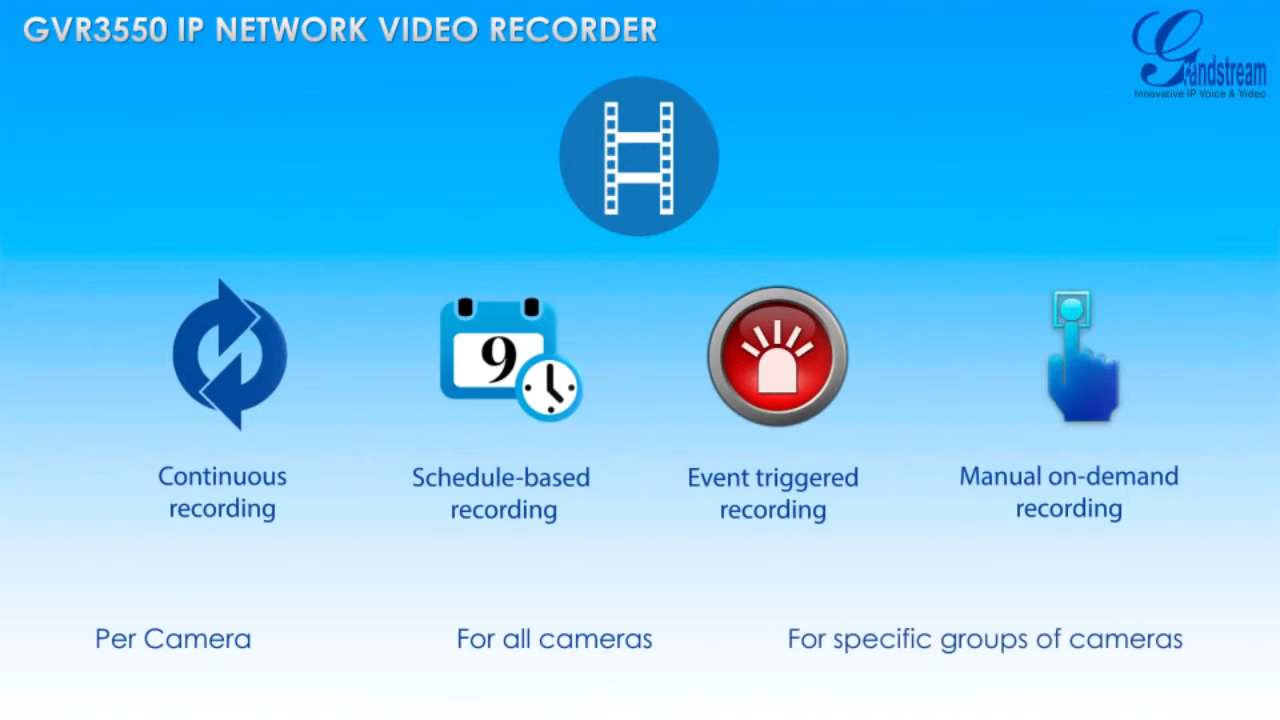 GVR3550 IP NETWORK VIDEO RECORDER
Grandstream
Innovative IP Voice & Video
9
Continuous
recording
Schedule-based
recording
Event triggered
recording
Manual on-demand
recording
Per Camera
For all cameras
For specific groups of cameras